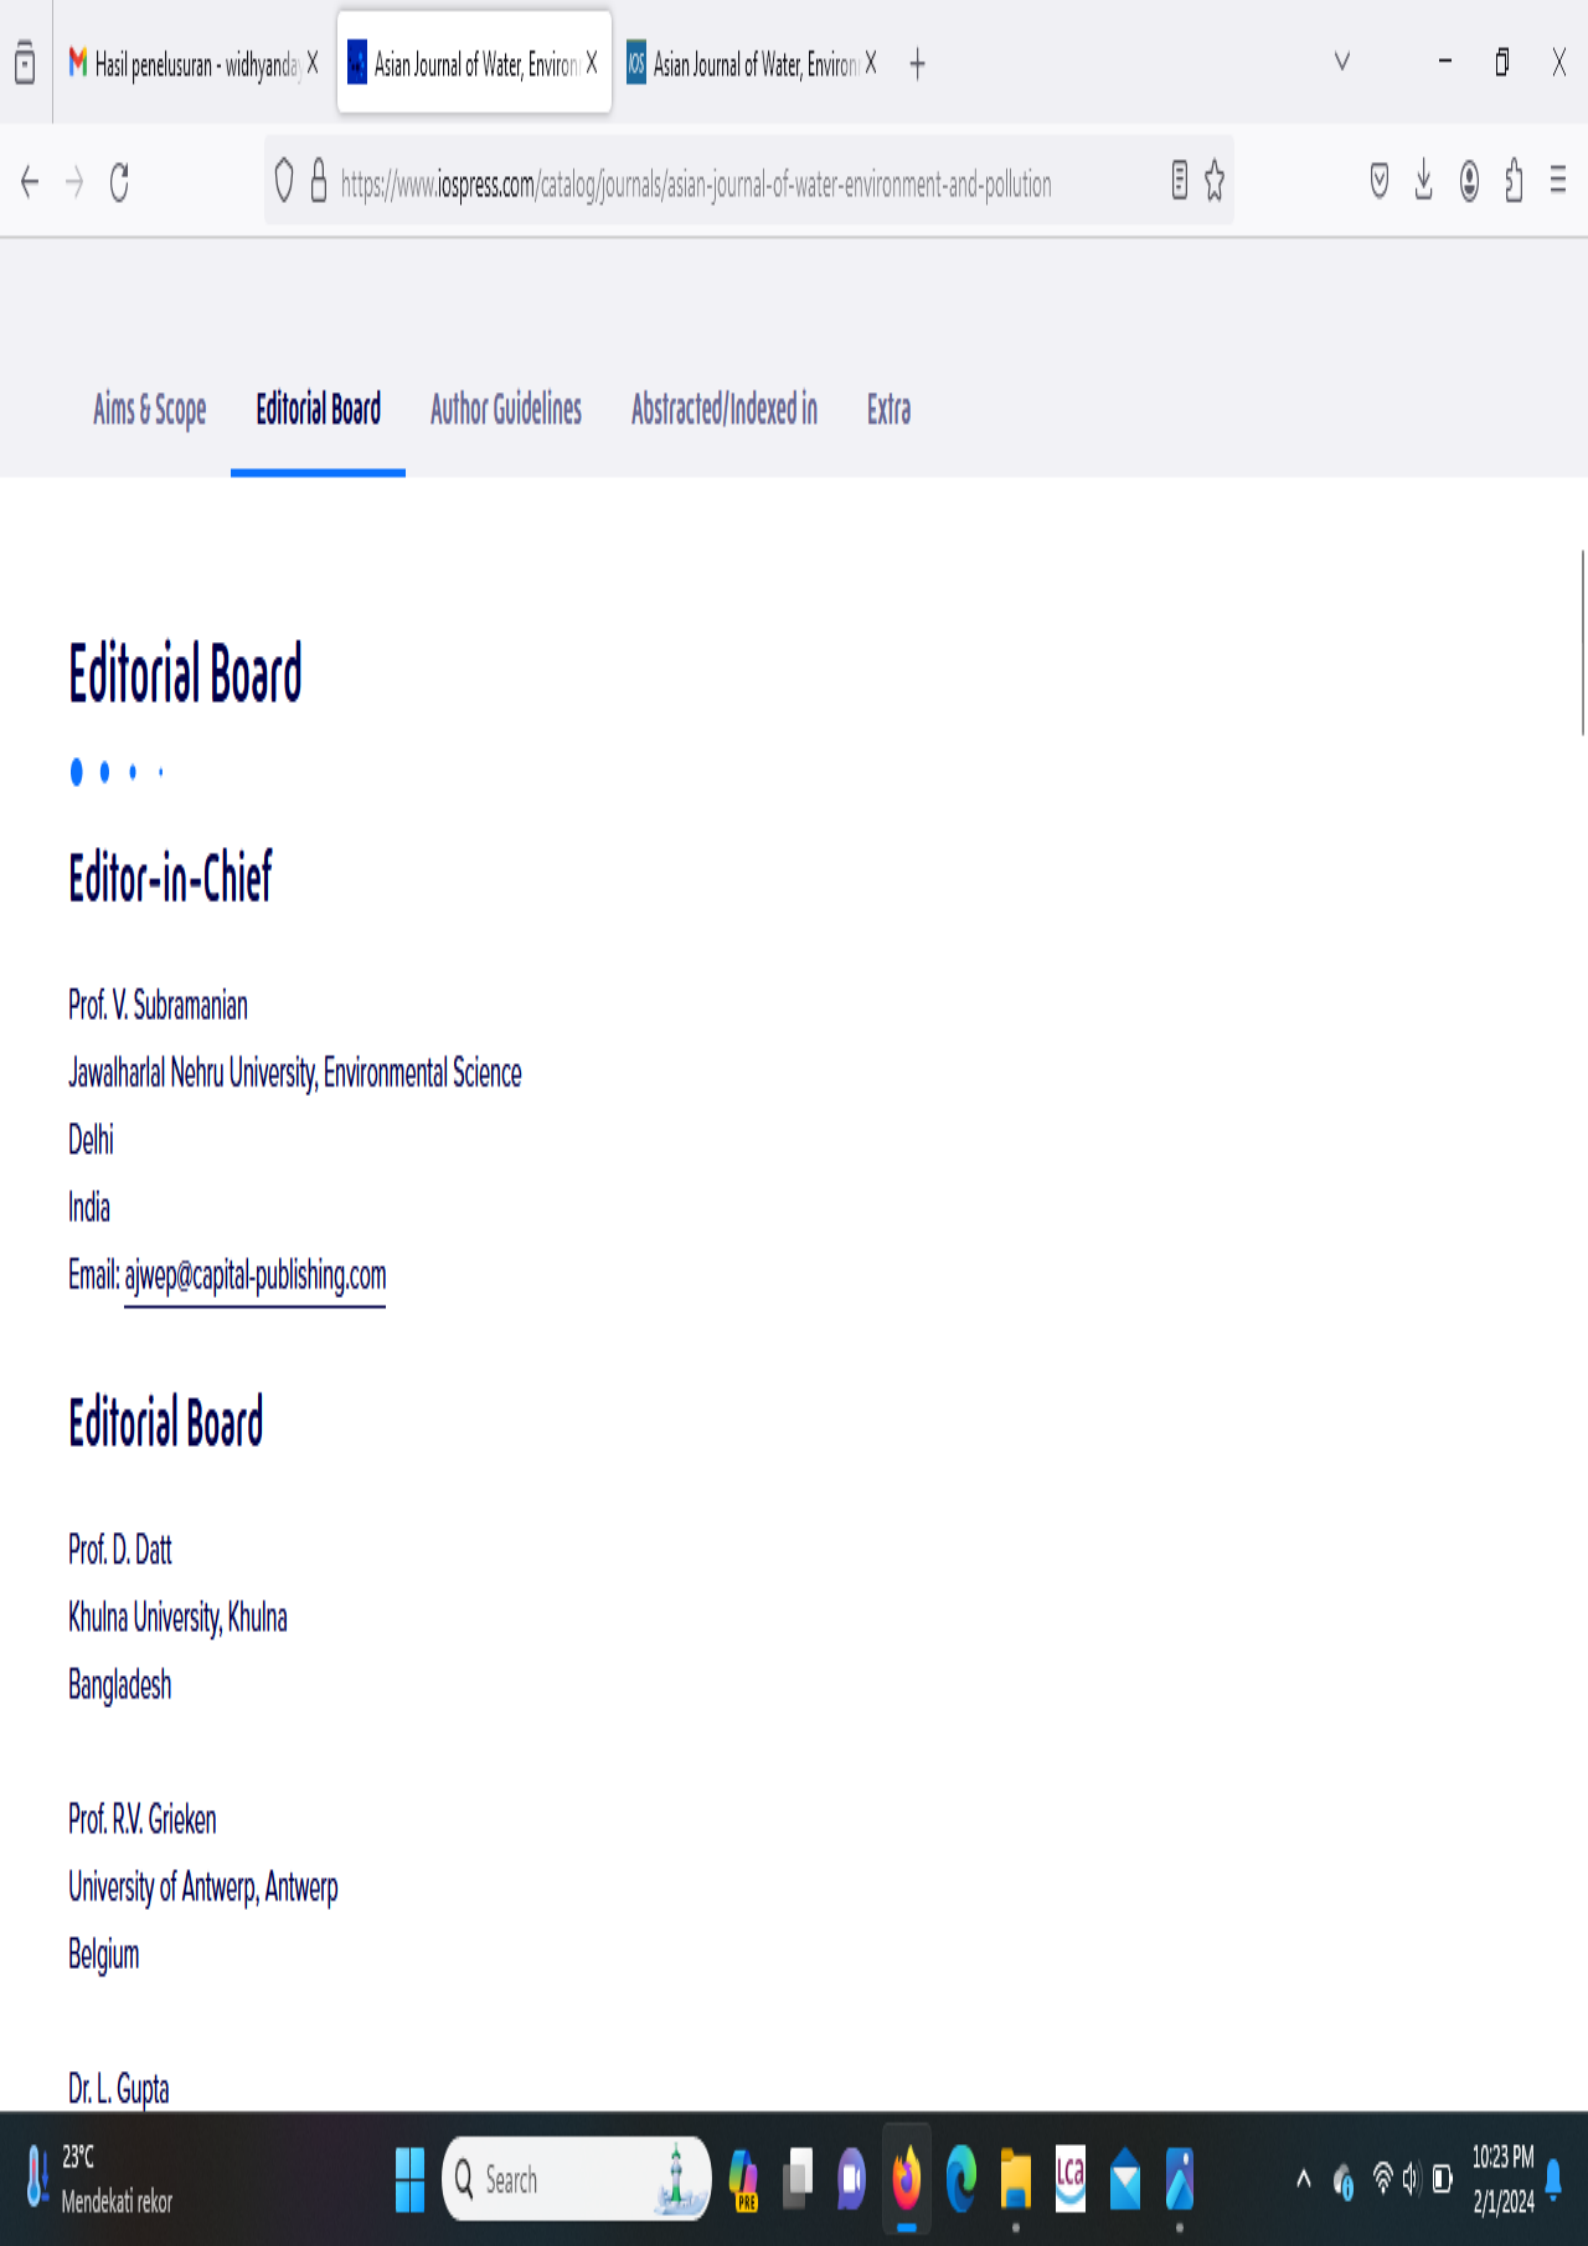 Hasil penelusuran - widhyanda
Asian Journal of Water, Environ
IOS Asian Journal of Water, Environ
https://www.iospress.com/catalog/journals/asian-journal-of-water-environment-and-pollution
Aims & Scope Editorial Board Author Guidelines Abstracted/Indexed in Extra
Editorial Board
Editor-in-Chief
Prof. V. Subramanian
Jawalharlal Nehru University, Environmental Science
Delhi
India
Email: ajwep@capital-publishing.com
Editorial Board
Prof. D. Datt
Khulna University, Khulna
Bangladesh
Prof. R.V. Grieken
University of Antwerp, Antwerp
Belgium
Dr. L. Gupta
23°C
Mendekati rekor
Search
PRE
LCa
10:23 PM
2/1/2024